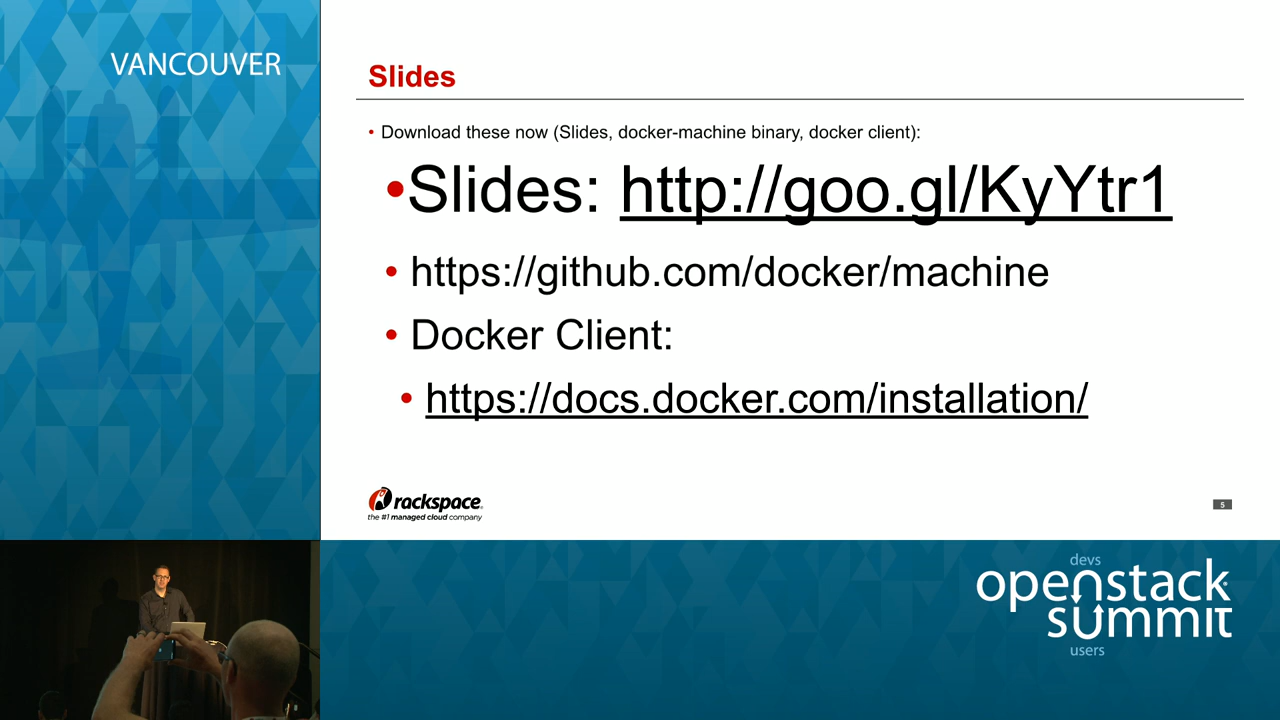 VANCOUVER
Slides
• Download these now (Slides, docker-machine binary, docker client):
•Slides: http://goo.gl/KyYtr1
• https://github.com/docker/machine
• Docker Client:
• https://docs.docker.com/installation/
rackspace
the #1 managed cloud company
5
devs
openstack
summit
users